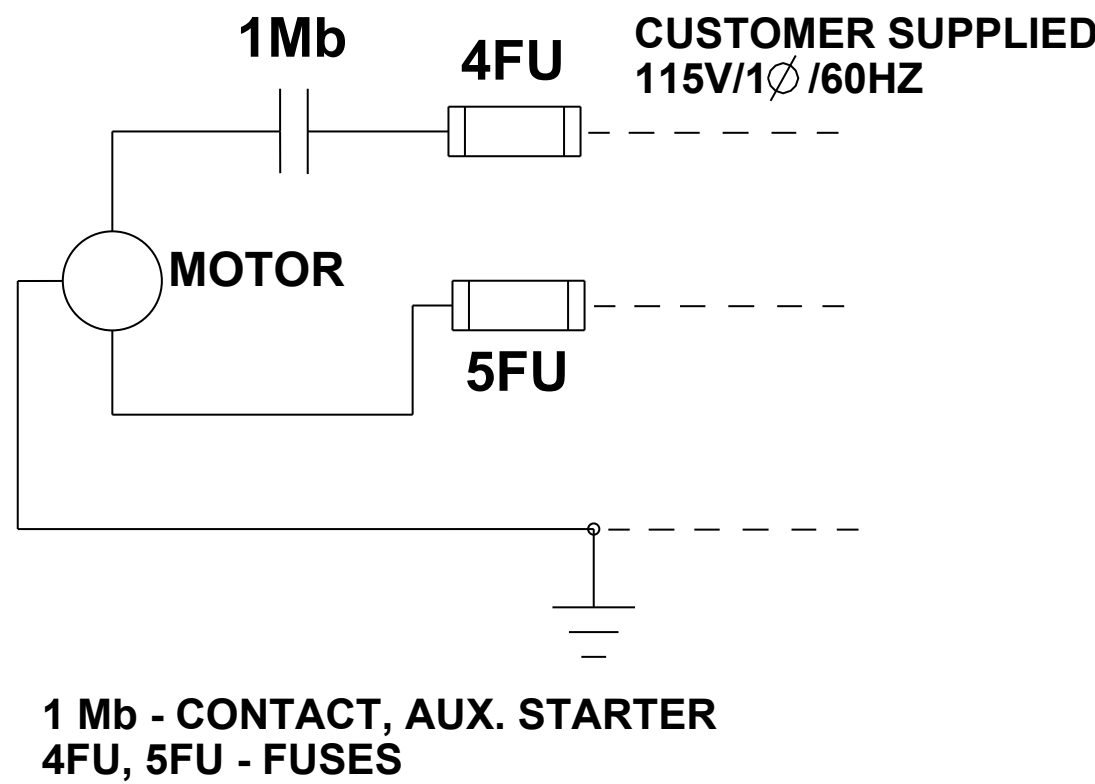 1Mb
4FU
CUSTOMER SUPPLIED
115V/1∅/60HZ
MOTOR
5FU
1 Mb - CONTACT, AUX. STARTER
4FU, 5FU - FUSES